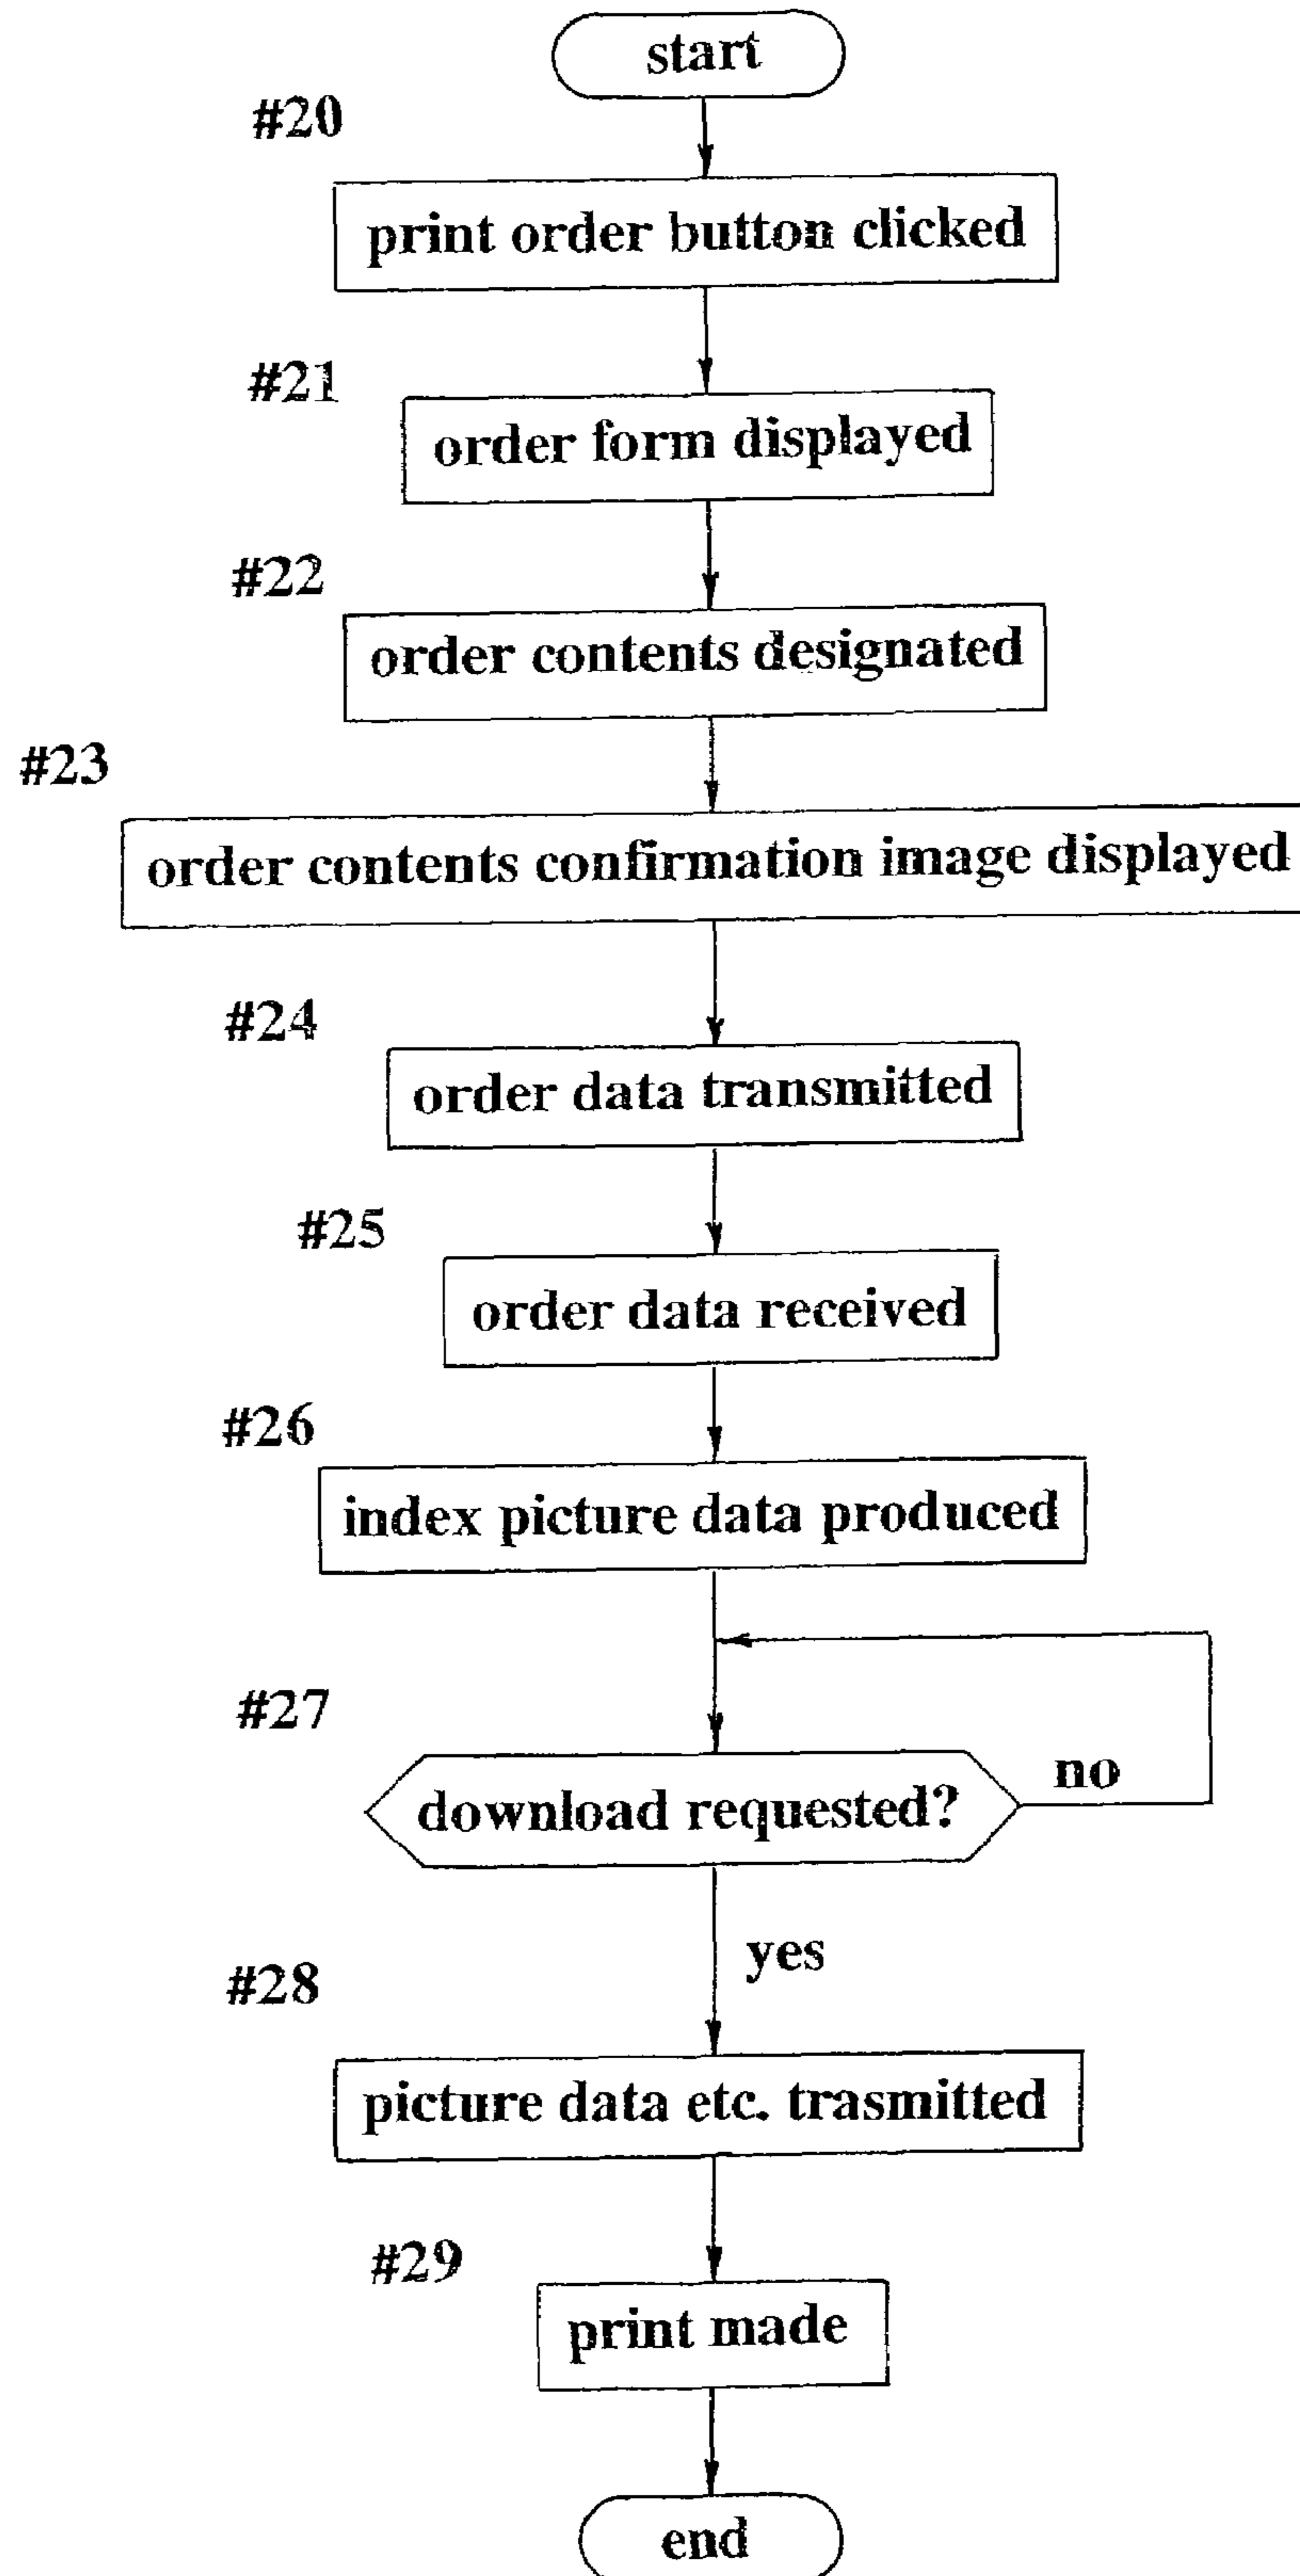 start
#20
print order button clicked
#21
order form displayed
#22
order contents designated
#23
order contents confirmation image displayed
#24
order data transmitted
#25
order data received
#26
index picture data produced
#27
download requested?
no
yes
#28
picture data etc. trasmitted
#29
print made
end